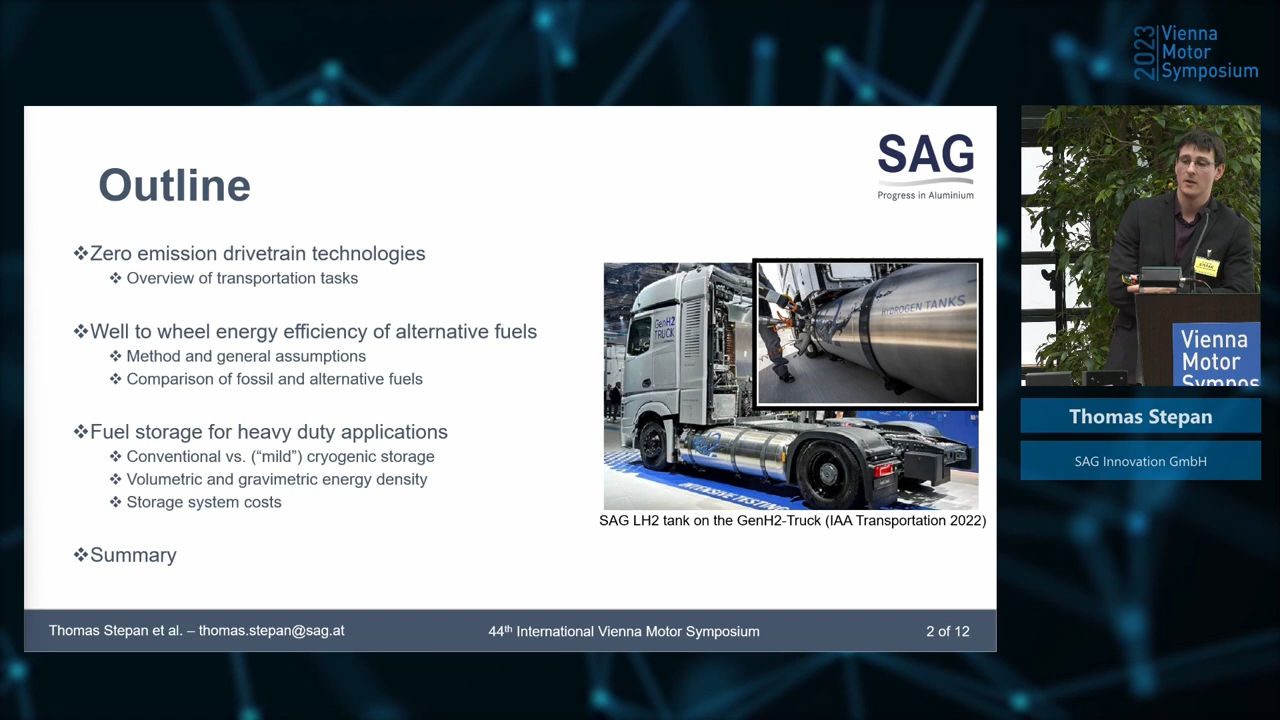 2023
Vienna
Motor
Symposium
SAG
Progress in Aluminium
Outline
❖Zero emission drivetrain technologies
❖ Overview of transportation tasks
❖Well to wheel energy efficiency of alternative fuels
❖ Method and general assumptions
❖ Comparison of fossil and alternative fuels
❖Fuel storage for heavy duty applications
❖ Conventional vs. (“mild”) cryogenic storage
❖ Volumetric and gravimetric energy density
❖ Storage system costs
❖Summary
GenH2
TRUCK
HYDROGEN TANKS
INTENSIVE TESTING
SAG LH2 tank on the GenH2-Truck (IAA Transportation 2022)
Thomas Stepan et al. – thomas.stepan@sag.at
44th International Vienna Motor Symposium
2 of 12
Vienna
Motor
Sympos
Thomas Stepan
SAG Innovation GmbH